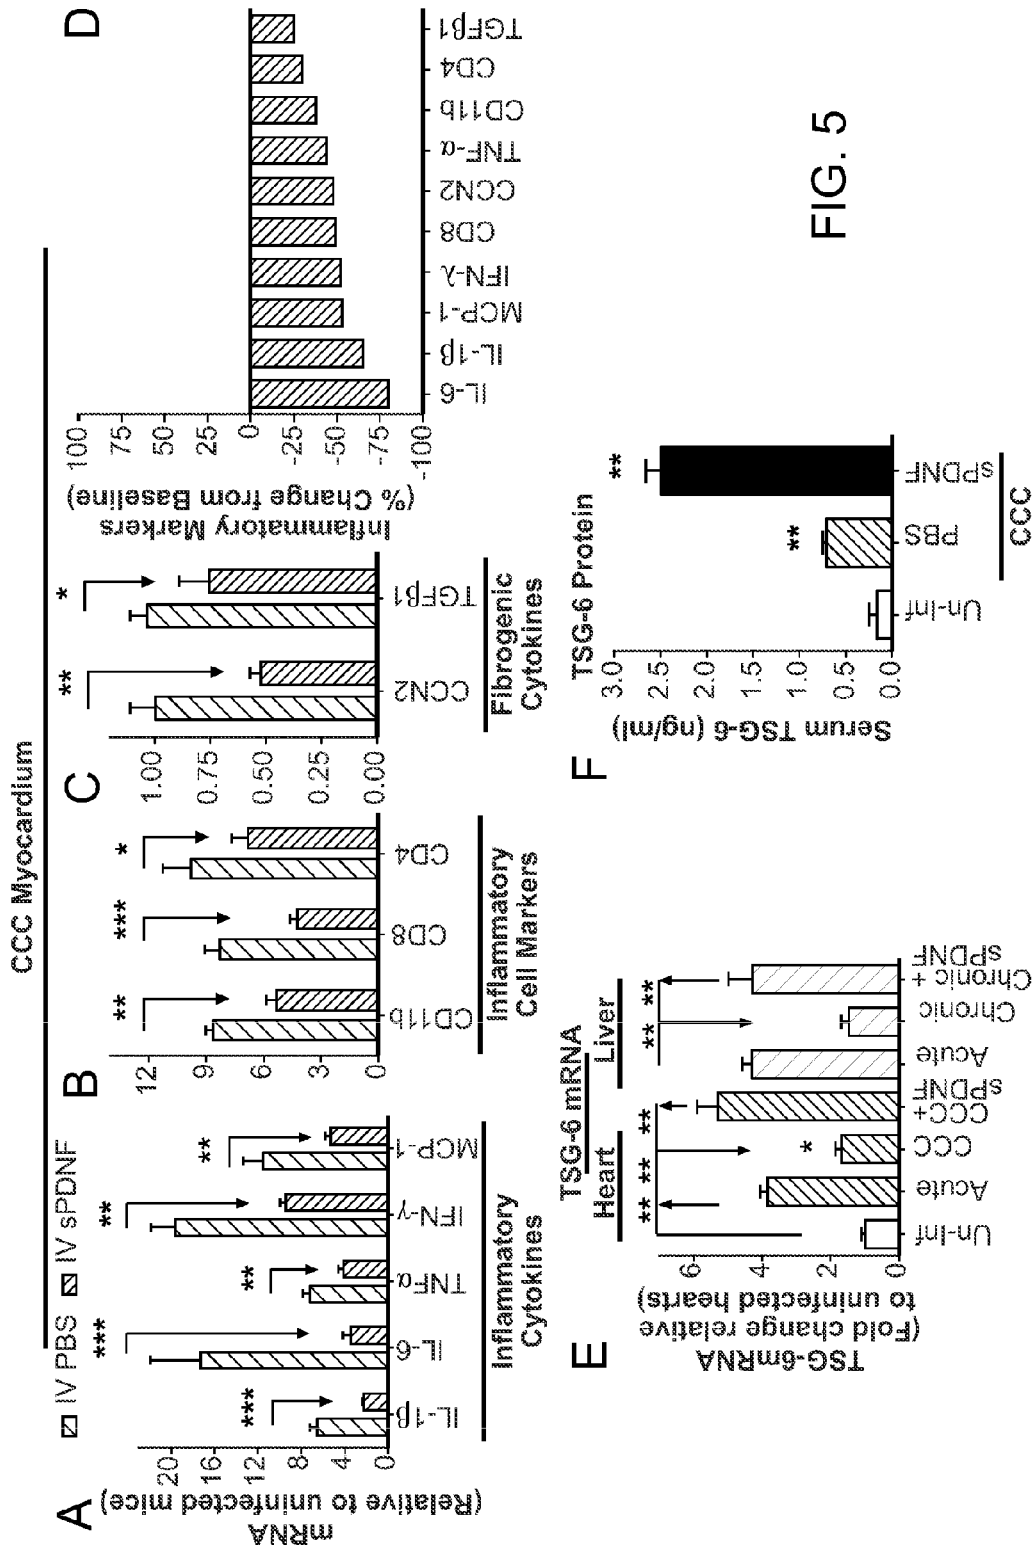 CCC Myocardium
IV PBS
IV sPDNF
A
mRNA
(Relative to uninfected mice)
20
16
12
8
4
0
***
***
**
**
**
IL-1β
IL-6
TNFα
IFN-γ
MCP-1
Inflammatory
Cytokines
B
12
9
6
3
0
**
***
*
CD11b
CD8
CD4
Inflammatory
Cell Markers
C
1.00
0.75
0.50
0.25
0.00
**
*
CCN2
TGFβ1
Fibrogenic
Cytokines
D
Inflammatory Markers
(% Change from Baseline)
100
75
50
25
0
-25
-50
-75
-100
IL-6
IL-1β
MCP-1
IFN-λ
CD8
CCN2
TNF-α
CD11b
CD4
TGFβ1
E
TSG-6 mRNA
Heart
Liver
TSG-6mRNA
(Fold change relative
to uninfected hearts)
6
4
2
0
**
**
**
*
**
**
Un-Inf
Acute
CCC
CCC+
sPDNF
Acute
Chronic
Chronic +
sPDNF
F
TSG-6 Protein
Serum TSG-6 (ng/ml)
3.0
2.5
2.0
1.5
1.0
0.5
0.0
**
**
Un-Inf
PBS
sPDNF
CCC
FIG. 5